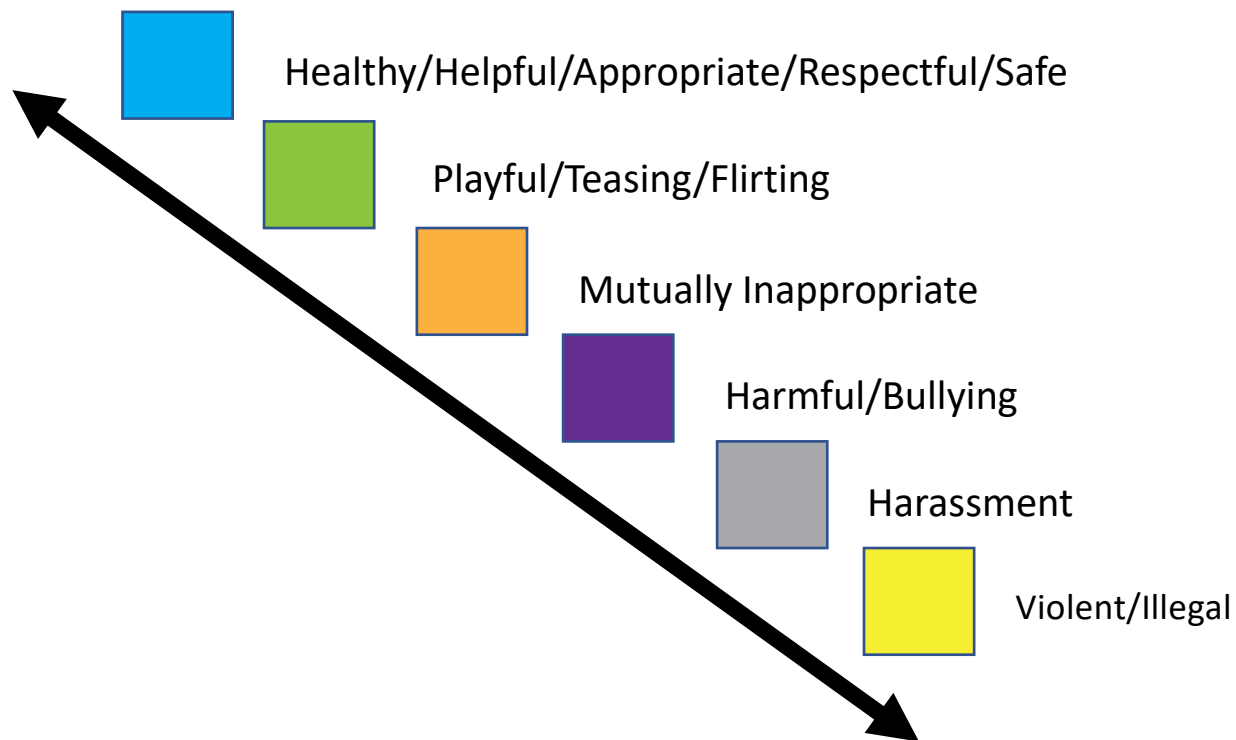 Healthy/Helpful/Appropriate/Respectful/Safe
Playful/Teasing/Flirting
Mutually Inappropriate
Harmful/Bullying
Harassment
Violent/Illegal